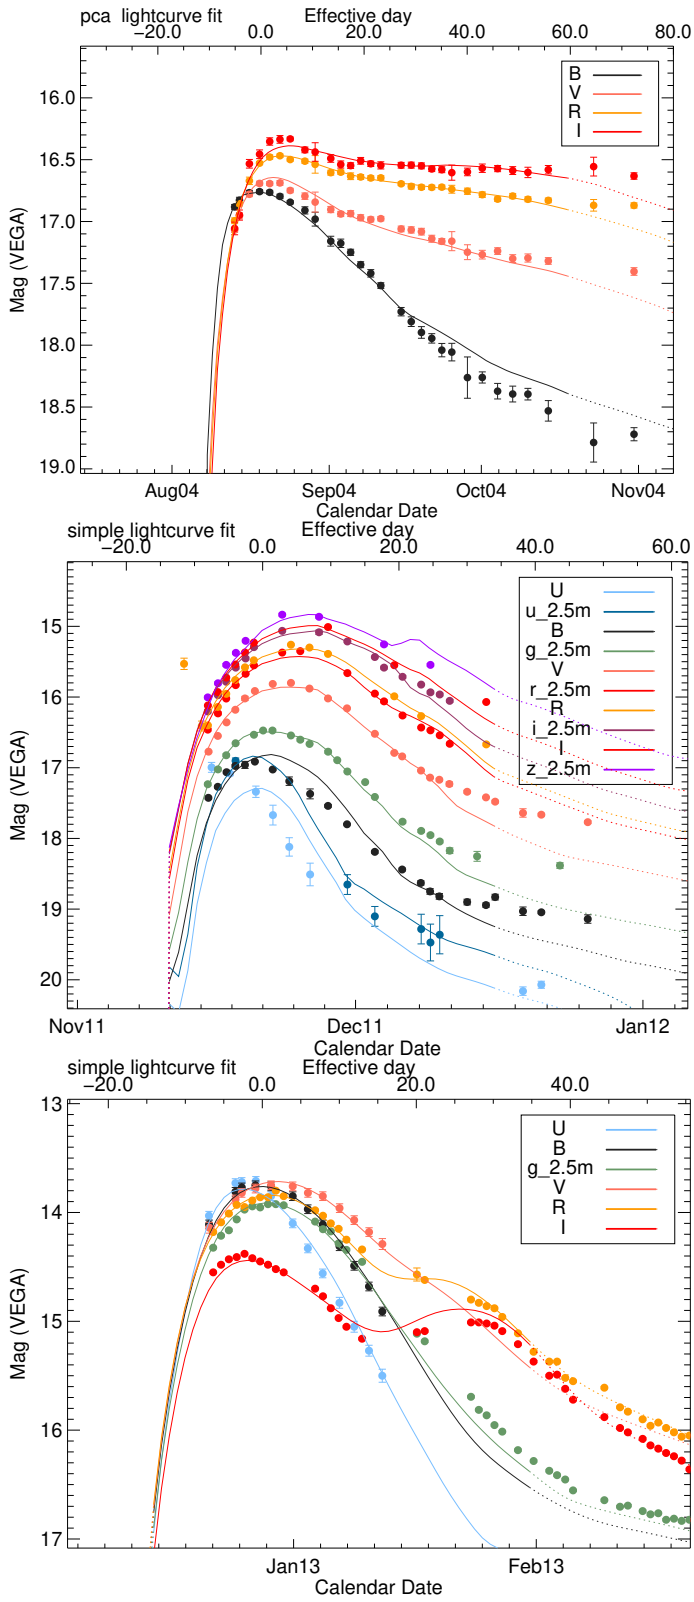 pca lightcurve fit Effective day
−20.0 0.0 20.0 40.0 60.0 80.0
B
V
R
I
16.0
16.5
17.0
17.5
18.0
18.5
19.0
Mag (VEGA)
Aug04 Sep04 Oct04 Nov04
Calendar Date
simple lightcurve fit Effective day
−20.0 0.0 20.0 40.0 60.0
U
u_2.5m
B
g_2.5m
V
r_2.5m
R
i_2.5m
I
z_2.5m
15
16
17
18
19
20
Mag (VEGA)
Nov11 Dec11 Jan12
Calendar Date
simple lightcurve fit Effective day
−20.0 0.0 20.0 40.0
U
B
g_2.5m
V
R
I
13
14
15
16
17
Mag (VEGA)
Jan13 Feb13
Calendar Date